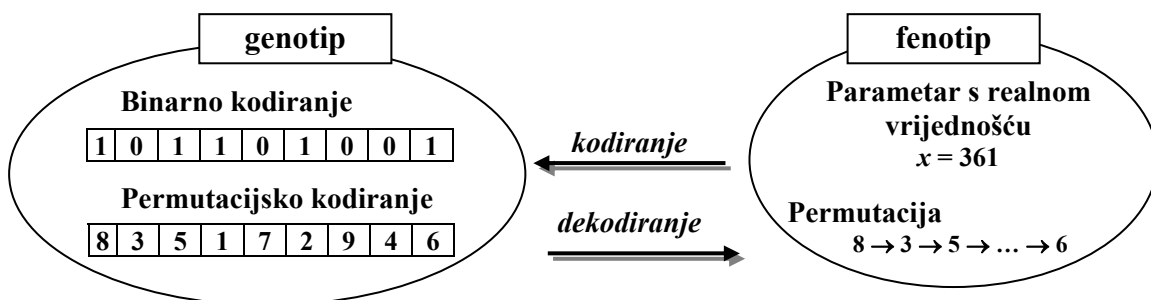 genotip
Binarno kodiranje
1 0 1 1 0 1 0 0 1
Permutacijsko kodiranje
8 3 5 1 7 2 9 4 6
kodiranje
dekodiranje
fenotip
Parametar s realnom
vrijednošću
x = 361
Permutacija
8 → 3 → 5 → … → 6